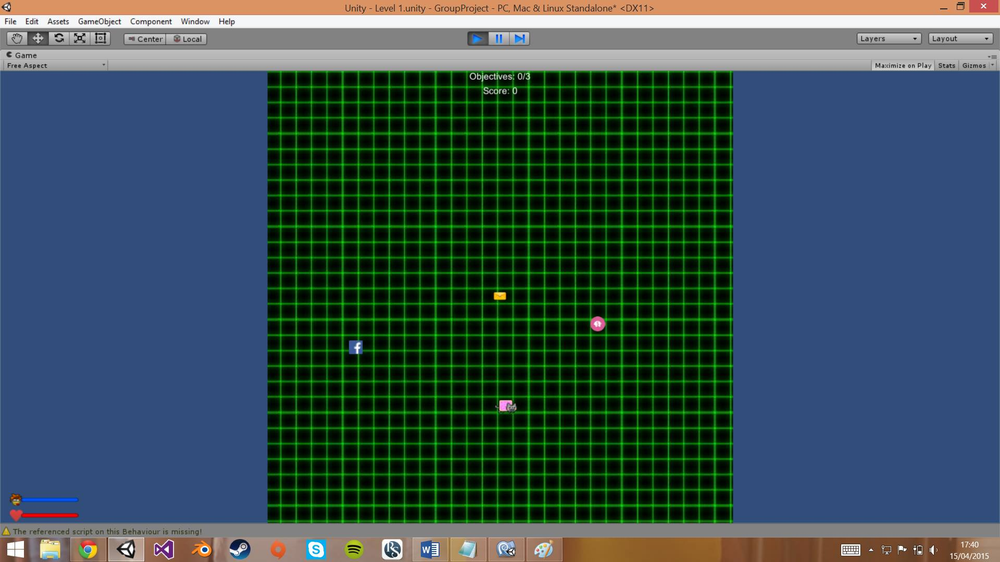 Unity - Level 1.unity - GroupProject - PC, Mac & Linux Standalone* <DX11>
File Edit Assets GameObject Component Window Help
Center Local Layers Layout
Game
Free Aspect Maximize on Play Stats Gizmos
Objectives: 0/3
Score: 0
f
The referenced script on this Behaviour is missing!
17:40
15/04/2015